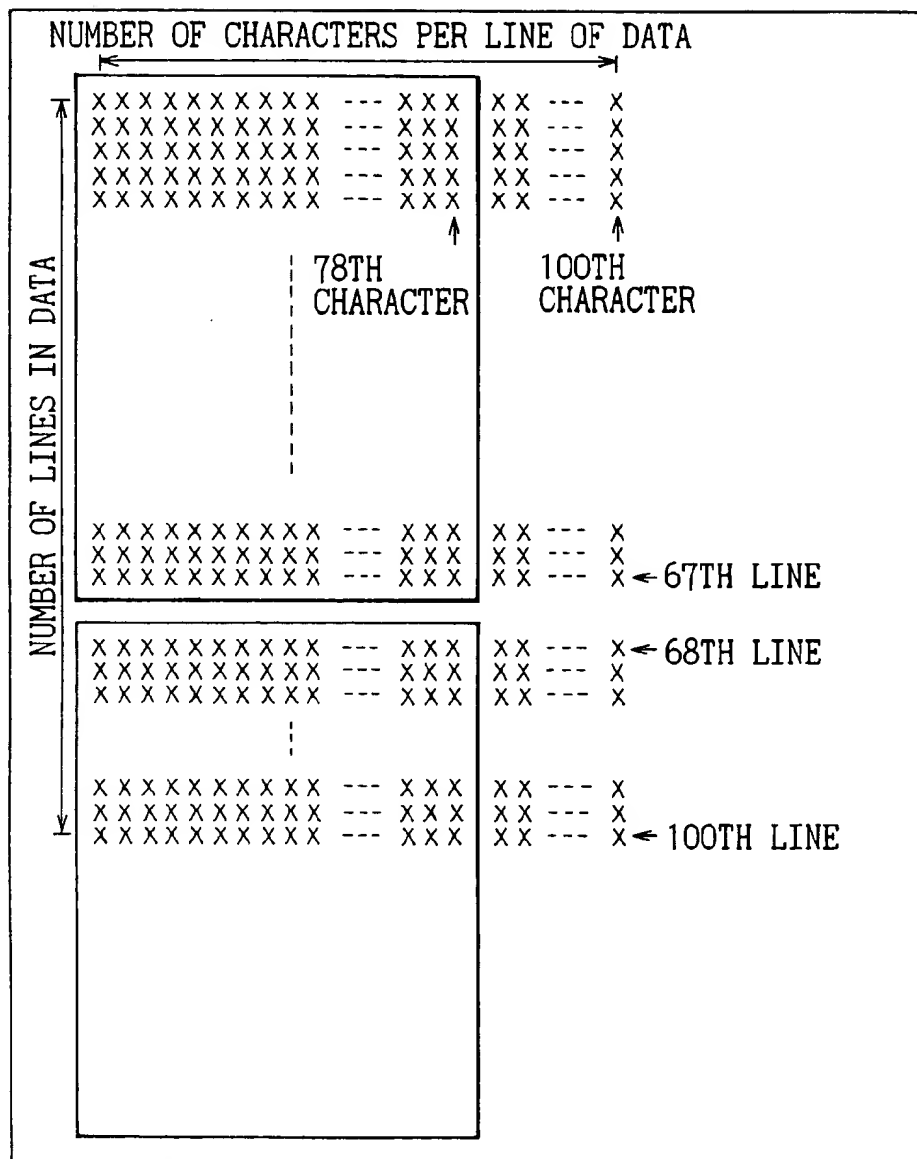 NUMBER OF CHARACTERS PER LINE OF DATA
X X X X X X X X X X --- X X X X X --- X
X X X X X X X X X X --- X X X X X --- X
X X X X X X X X X X --- X X X X X --- X
X X X X X X X X X X --- X X X X X --- X
X X X X X X X X X X --- X X X X X --- X
78TH
CHARACTER
100TH
CHARACTER
NUMBER OF LINES IN DATA
X X X X X X X X X X --- X X X X X --- X
X X X X X X X X X X --- X X X X X --- X
X X X X X X X X X X --- X X X X X --- X ← 67TH LINE
X X X X X X X X X X --- X X X X X --- X ← 68TH LINE
X X X X X X X X X X --- X X X X X --- X
X X X X X X X X X X --- X X X X X --- X
X X X X X X X X X X --- X X X X X --- X
X X X X X X X X X X --- X X X X X --- X
X X X X X X X X X X --- X X X X X --- X ← 100TH LINE